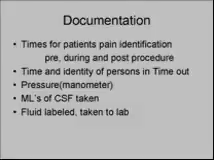 Documentation
• Times for patients pain identification
pre, during and post procedure
• Time and identity of persons in Time out
• Pressure(manometer)
• ML's of CSF taken
• Fluid labeled, taken to lab